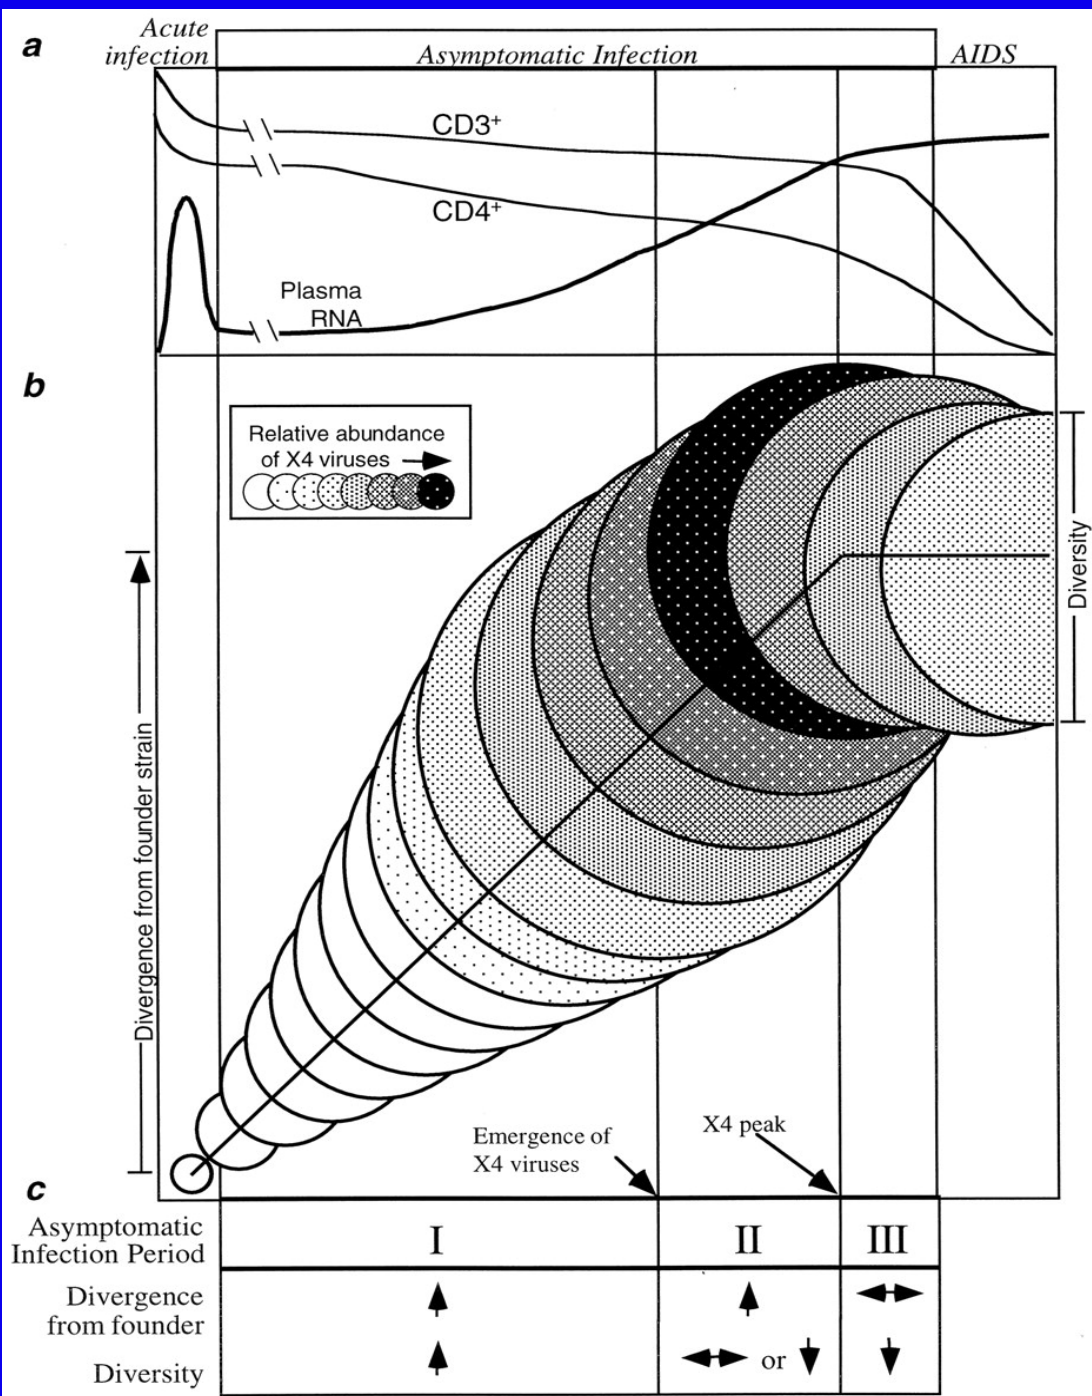 a
Acute
infection
Asymptomatic Infection
AIDS
CD3+
CD4+
Plasma
RNA
b
Relative abundance
of X4 viruses
Divergence from founder strain
Diversity
Emergence of
X4 viruses
X4 peak
c
Asymptomatic
Infection Period
I II III
Divergence
from founder
Diversity
or